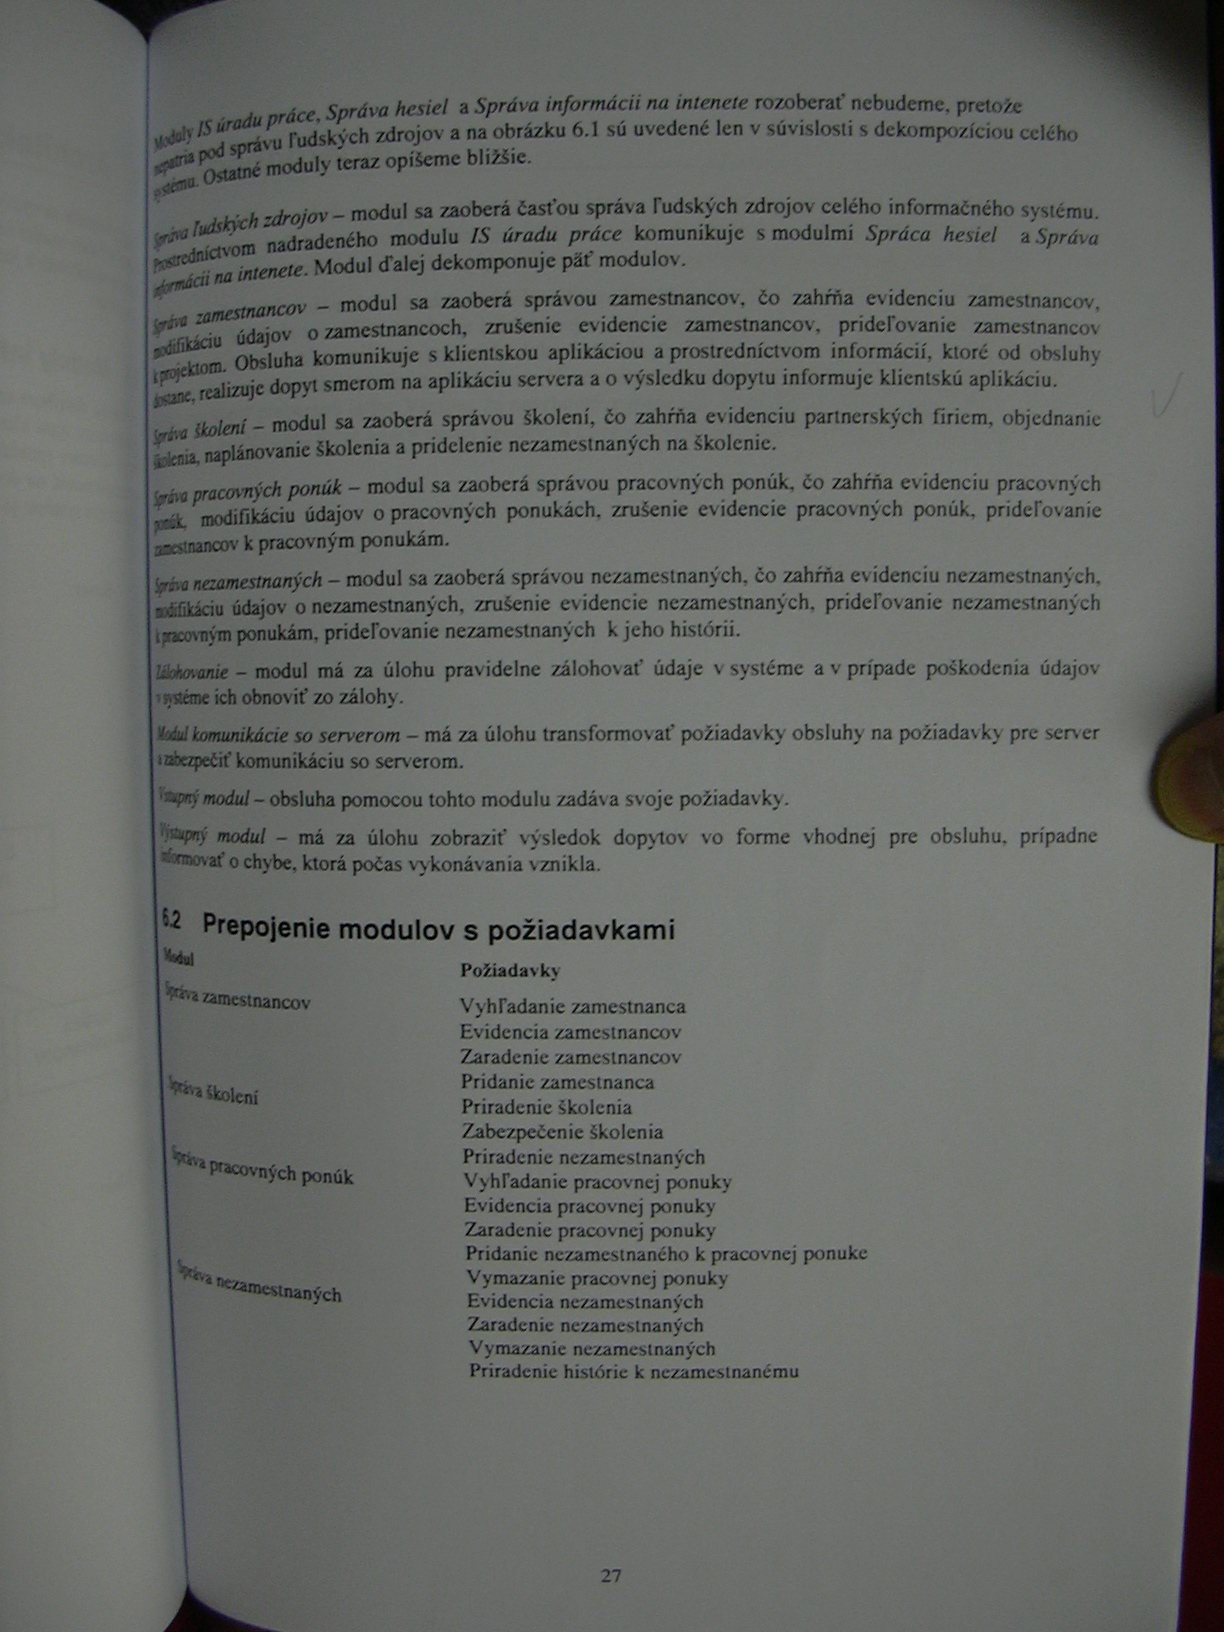 Moduly IS úradu práce, Správa hesiel a Správa informácii na intenete rozoberať nebudeme, pretože
nepatria pod správu ľudských zdrojov a na obrázku 6.1 sú uvedené len v súvislosti s dekompozíciou celého
systému. Ostatné moduly teraz opíšeme bližšie.
Správa ľudských zdrojov – modul sa zaoberá časťou správa ľudských zdrojov celého informačného systému.
Prostredníctvom nadradeného modulu IS úradu práce komunikuje s modulmi Spráca hesiel a Správa
informácii na intenete. Modul ďalej dekomponuje päť modulov.
Správa zamestnancov – modul sa zaoberá správou zamestnancov, čo zahŕňa evidenciu zamestnancov,
modifikáciu údajov o zamestnancoch, zrušenie evidencie zamestnancov, prideľovanie zamestnancov
k projektom. Obsluha komunikuje s klientskou aplikáciou a prostredníctvom informácií, ktoré od obsluhy
dostane, realizuje dopyt smerom na aplikáciu servera a o výsledku dopytu informuje klientskú aplikáciu.
Správa školení – modul sa zaoberá správou školení, čo zahŕňa evidenciu partnerských firiem, objednanie
školenia, naplánovanie školenia a pridelenie nezamestnaných na školenie.
Správa pracovných ponúk – modul sa zaoberá správou pracovných ponúk, čo zahŕňa evidenciu pracovných
ponúk, modifikáciu údajov o pracovných ponukách, zrušenie evidencie pracovných ponúk, prideľovanie
zamestnancov k pracovným ponukám.
Správa nezamestnaných – modul sa zaoberá správou nezamestnaných, čo zahŕňa evidenciu nezamestnaných,
modifikáciu údajov o nezamestnaných, zrušenie evidencie nezamestnaných, prideľovanie nezamestnaných
k pracovným ponukám, prideľovanie nezamestnaných k jeho histórii.
Zálohovanie – modul má za úlohu pravidelne zálohovať údaje v systéme a v prípade poškodenia údajov
v systéme ich obnoviť zo zálohy.
Modul komunikácie so serverom – má za úlohu transformovať požiadavky obsluhy na požiadavky pre server
a zabezpečiť komunikáciu so serverom.
Vstupný modul – obsluha pomocou tohto modulu zadáva svoje požiadavky.
Výstupný modul – má za úlohu zobraziť výsledok dopytov vo forme vhodnej pre obsluhu, prípadne
informovať o chybe, ktorá počas vykonávania vznikla.
6.2 Prepojenie modulov s požiadavkami
Modul Požiadavky
Správa zamestnancov Vyhľadanie zamestnanca
Evidencia zamestnancov
Zaradenie zamestnancov
Pridanie zamestnanca
Správa školení Priradenie školenia
Zabezpečenie školenia
Priradenie nezamestnaných
Správa pracovných ponúk Vyhľadanie pracovnej ponuky
Evidencia pracovnej ponuky
Zaradenie pracovnej ponuky
Pridanie nezamestnaného k pracovnej ponuke
Vymazanie pracovnej ponuky
Správa nezamestnaných Evidencia nezamestnaných
Zaradenie nezamestnaných
Vymazanie nezamestnaných
Priradenie histórie k nezamestnanému
27